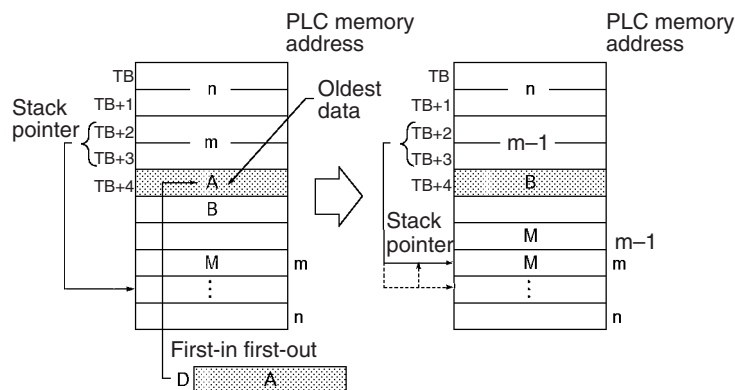 PLC memory
address
TB
n
TB+1
Stack
pointer
TB+2
m
TB+3
TB+4
A
B
M
m
⋮
n
Oldest
data
First-in first-out
D
A
PLC memory
address
TB
n
TB+1
TB+2
m–1
TB+3
TB+4
B
Stack
pointer
M
m–1
M
m
⋮
n